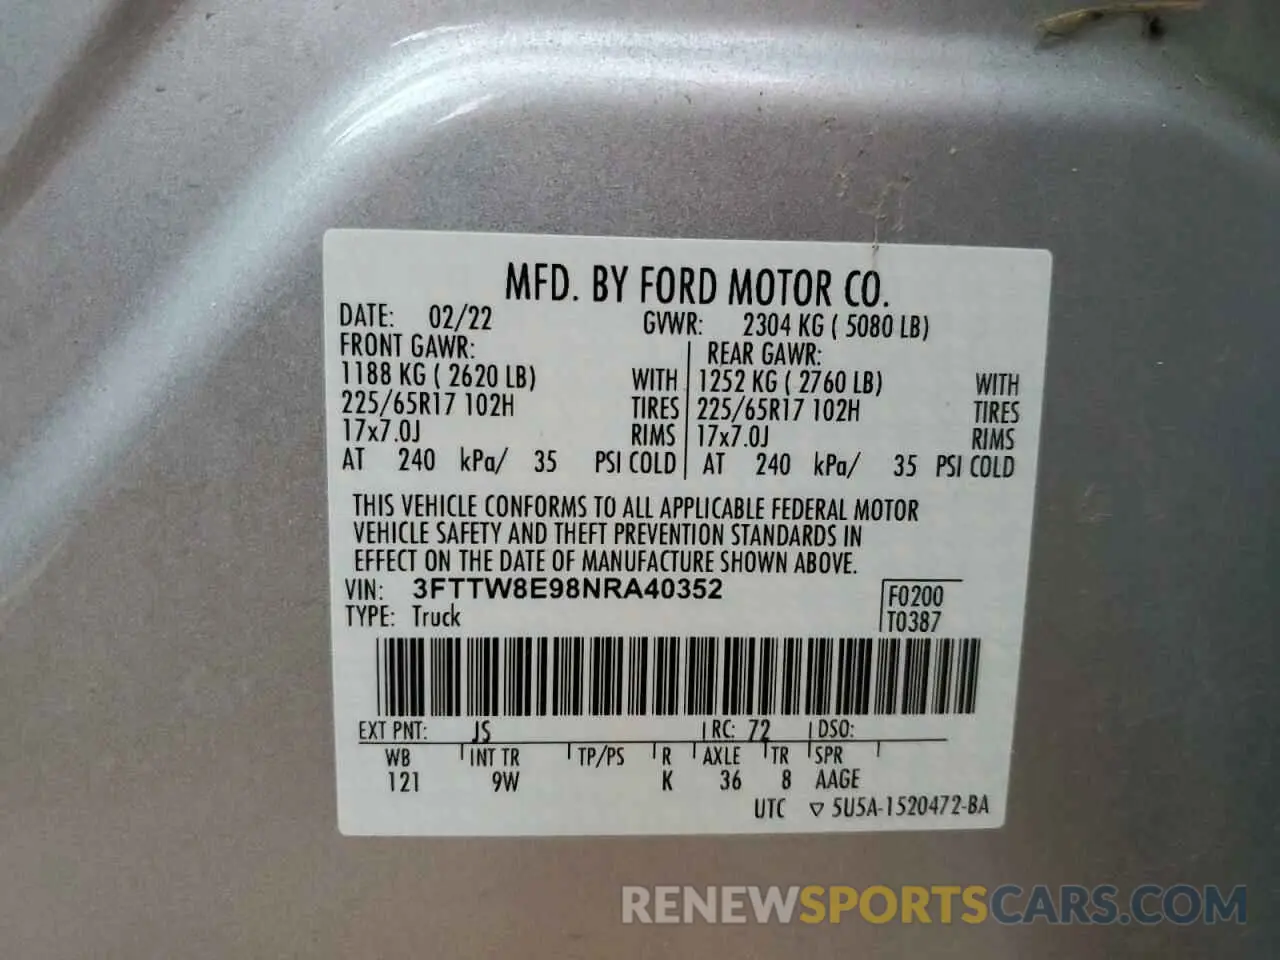 MFD. BY FORD MOTOR CO.
DATE: 02/22 GVWR: 2304 KG ( 5080 LB)
FRONT GAWR: REAR GAWR:
1188 KG ( 2620 LB) WITH 1252 KG ( 2760 LB) WITH
225/65R17 102H TIRES 225/65R17 102H TIRES
17x7.0J RIMS 17x7.0J RIMS
AT 240 kPa/ 35 PSI COLD AT 240 kPa/ 35 PSI COLD
THIS VEHICLE CONFORMS TO ALL APPLICABLE FEDERAL MOTOR
VEHICLE SAFETY AND THEFT PREVENTION STANDARDS IN
EFFECT ON THE DATE OF MANUFACTURE SHOWN ABOVE.
VIN: 3FTTW8E98NRA40352 F0200
TYPE: Truck T0387
EXT PNT: JS RC: 72 DSO:
WB INT TR TP/PS R AXLE TR SPR
121 9W K 36 8 AAGE
UTC ▽ 5U5A-1520472-BA
RENEWSPORTSCARS.COM